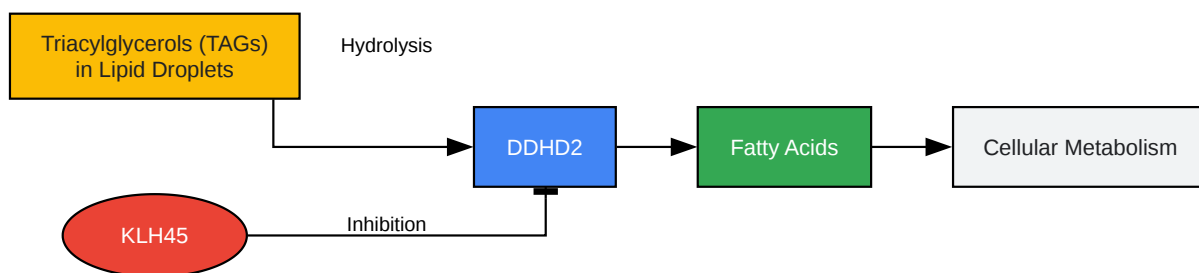 Triacylglycerols (TAGs)
in Lipid Droplets
Hydrolysis
DDHD2
Fatty Acids
Cellular Metabolism
KLH45
Inhibition